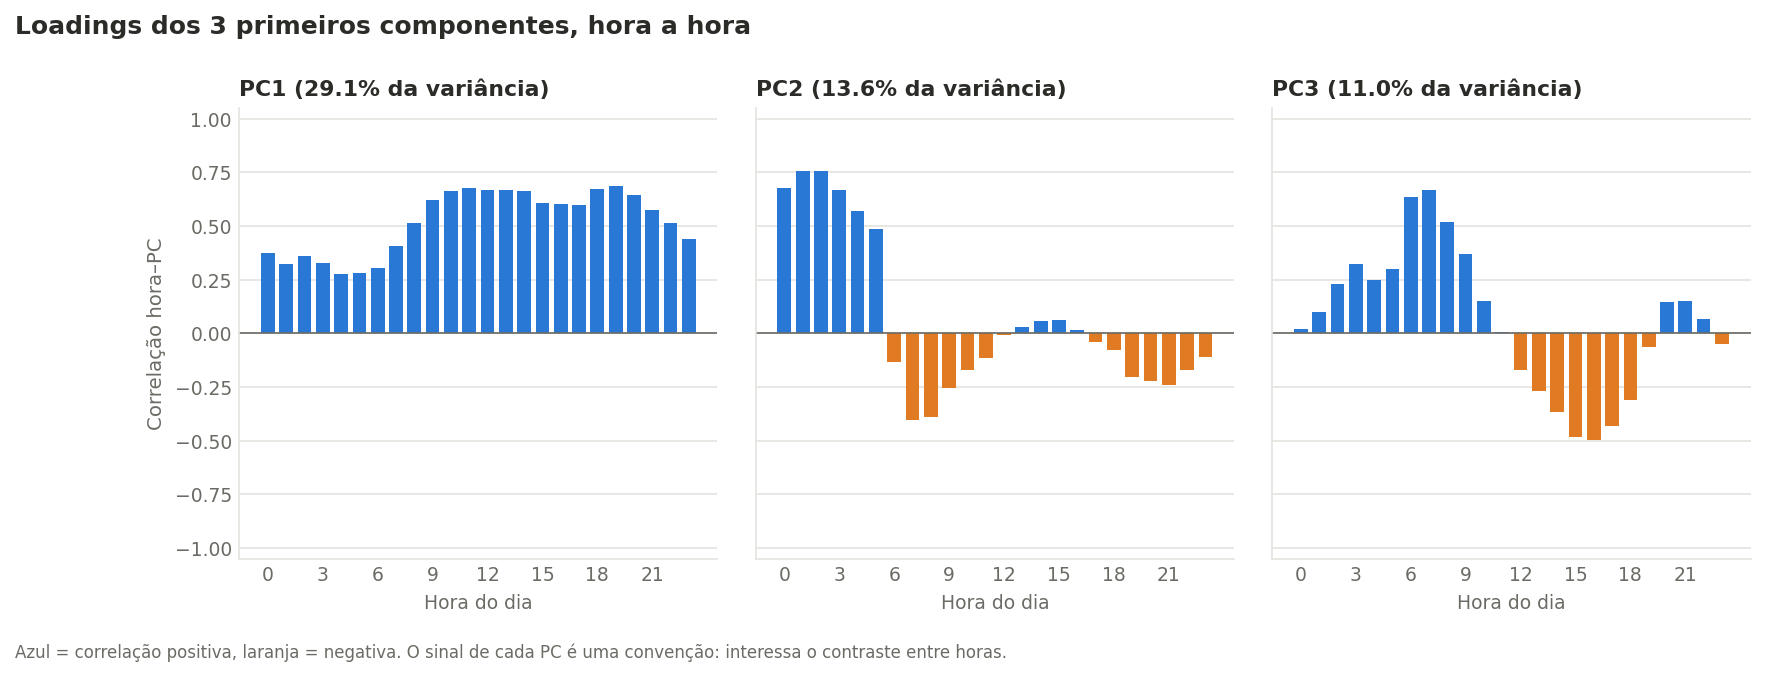 Loadings dos 3 primeiros componentes, hora a hora
PC1 (29.1% da variância)
PC2 (13.6% da variância)
PC3 (11.0% da variância)
Correlação hora–PC
1.00
0.75
0.50
0.25
0.00
−0.25
−0.50
−0.75
−1.00
0 3 6 9 12 15 18 21
0 3 6 9 12 15 18 21
0 3 6 9 12 15 18 21
Hora do dia
Hora do dia
Hora do dia
Azul = correlação positiva, laranja = negativa. O sinal de cada PC é uma convenção: interessa o contraste entre horas.